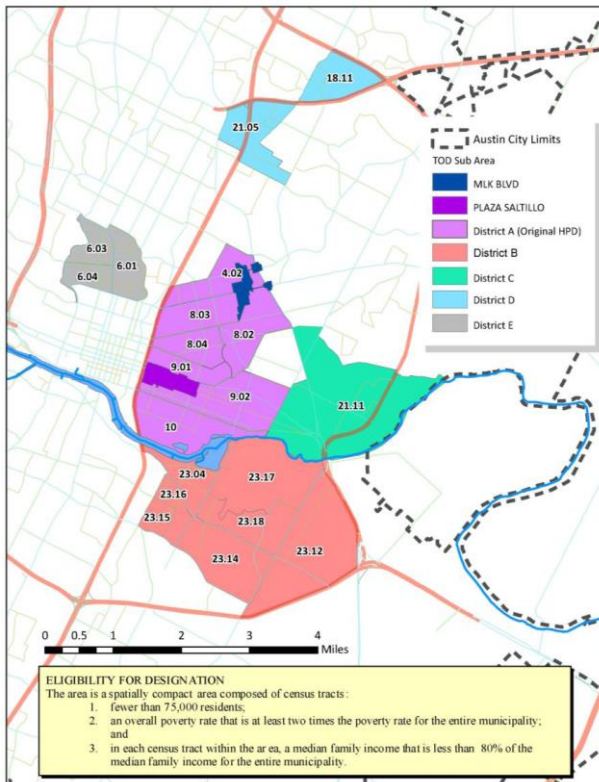 18.11
21.05
Austin City Limits
TOD Sub Area
MLK BLVD
PLAZA SALTILLO
District A (Original HPD)
District B
District C
District D
District E
6.03
6.01
6.04
4.02
8.03
8.02
8.04
9.01
9.02
21.11
10
23.04
23.17
23.16
23.15
23.18
23.14
23.12
0 0.5 1 2 3 4
Miles
ELIGIBILITY FOR DESIGNATION
The area is a spatially compact area composed of census tracts:
1. fewer than 75,000 residents;
2. an overall poverty rate that is at least two times the poverty rate for the entire municipality;
and
3. in each census tract within the area, a median family income that is less than 80% of the
median family income for the entire municipality.